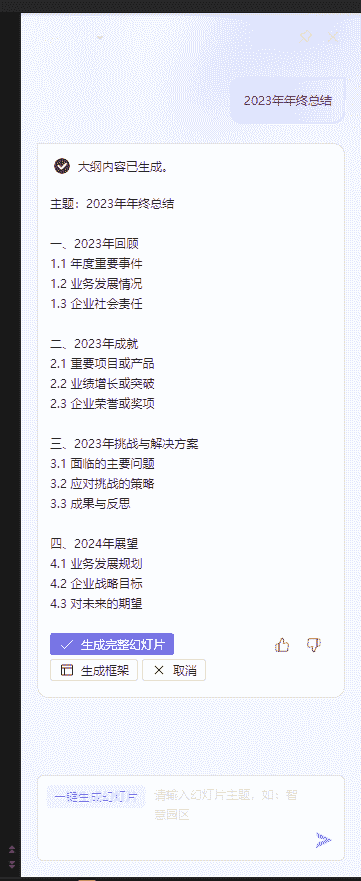 2023年年终总结
大纲内容已生成。
主题：2023年年终总结
一、2023年回顾
1.1 年度重要事件
1.2 业务发展情况
1.3 企业社会责任
二、2023年成就
2.1 重要项目或产品
2.2 业绩增长或突破
2.3 企业荣誉或奖项
三、2023年挑战与解决方案
3.1 面临的主要问题
3.2 应对挑战的策略
3.3 成果与反思
四、2024年展望
4.1 业务发展规划
4.2 企业战略目标
4.3 对未来的期望
生成完整幻灯片
生成框架 取消
一键生成幻灯片 请输入幻灯片主题，如：智
慧园区